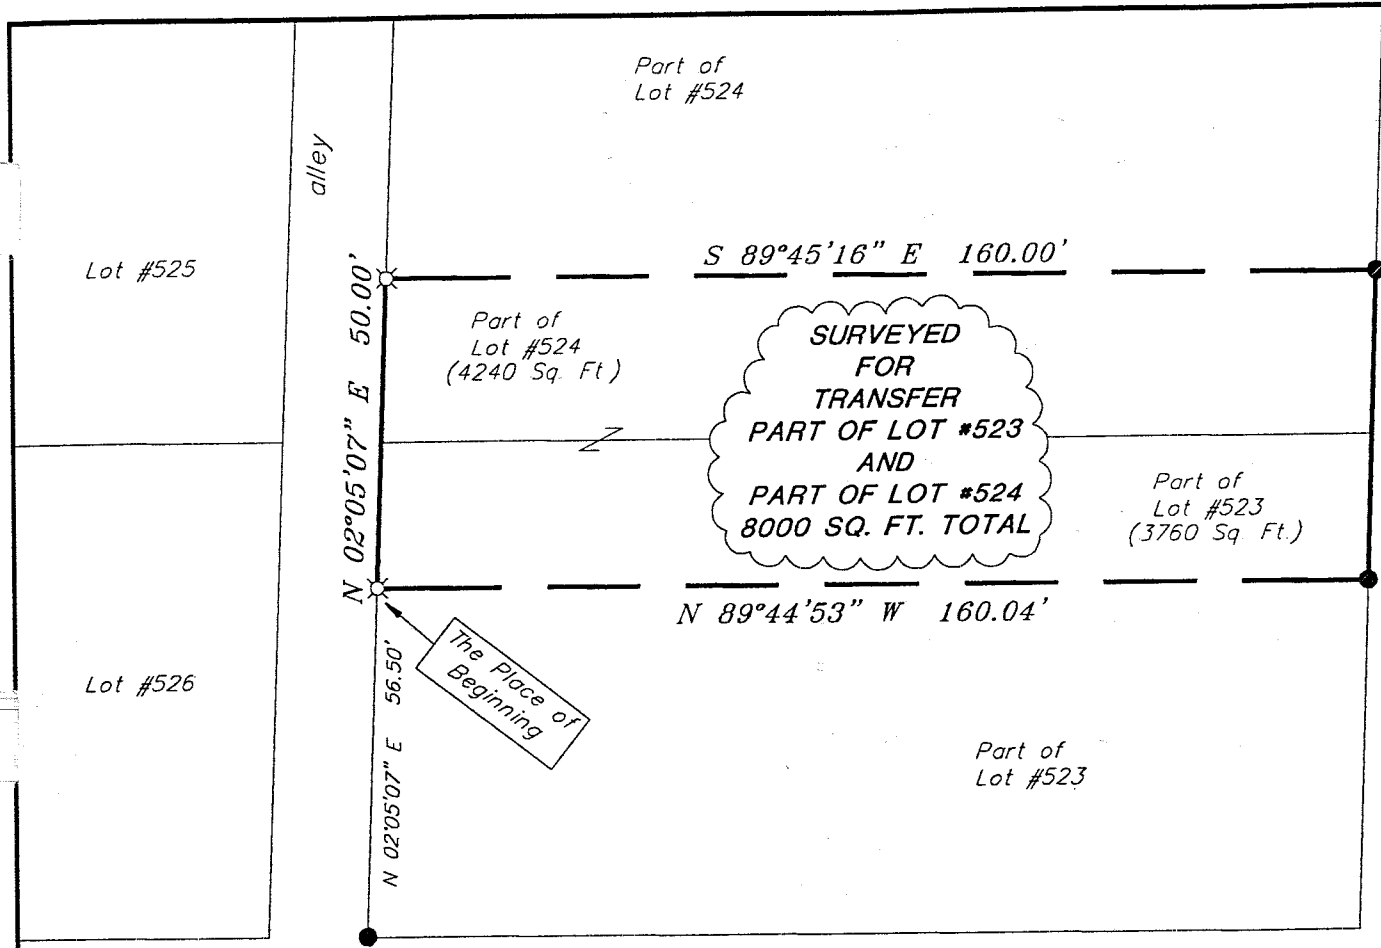 Part of
Lot #524
alley
Lot #525
S 89°45'16" E 160.00'
N 02°05'07" E 50.00'
Part of
Lot #524
(4240 Sq. Ft.)
SURVEYED
FOR
TRANSFER
PART OF LOT #523
AND
PART OF LOT #524
8000 SQ. FT. TOTAL
Part of
Lot #523
(3760 Sq. Ft.)
N 89°44'53" W 160.04'
The Place of
Beginning
Lot #526
N 02°05'07" E 56.50'
Part of
Lot #523